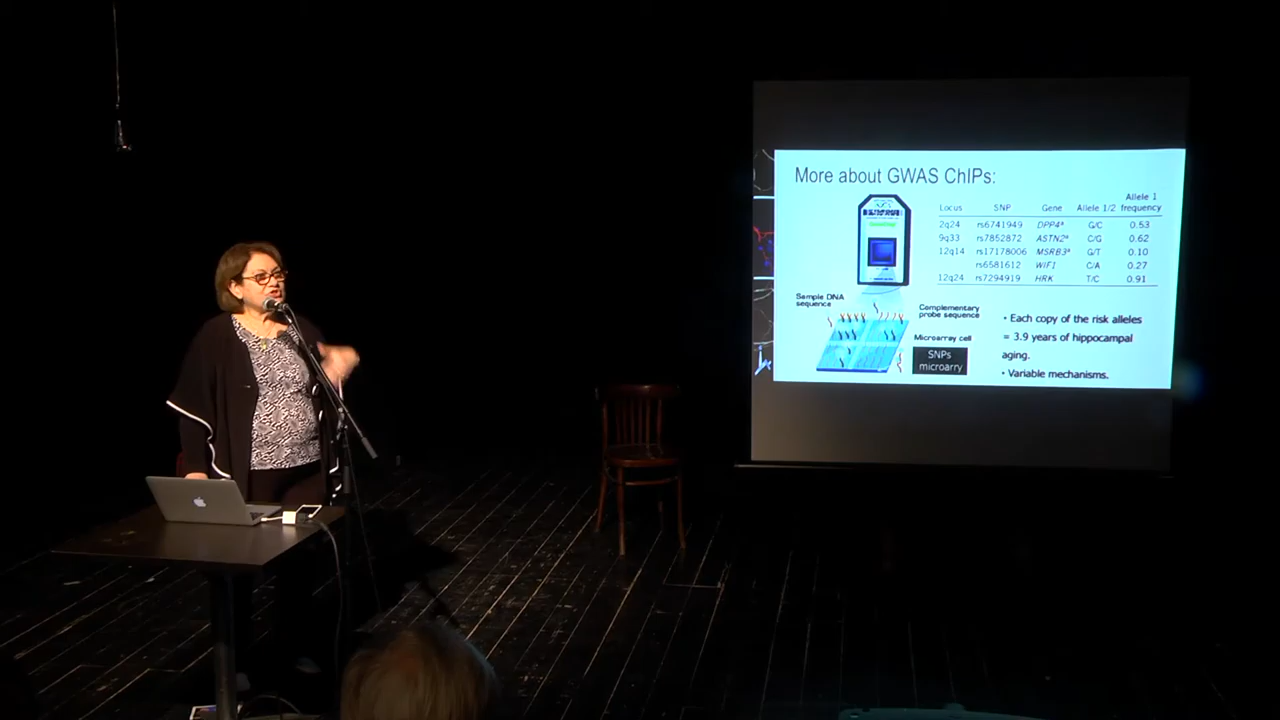 More about GWAS ChIPs:
Locus SNP Gene Allele 1/2 Allele 1 frequency
2q24 rs6741949 DPP4ª G/C 0.53
9q33 rs7852872 ASTN2ª C/G 0.62
12q14 rs17178006 MSRB3ª G/T 0.10
rs6581612 WIF1 C/A 0.27
12q24 rs7294919 HRK T/C 0.91
Sample DNA
sequence
Complementary
probe sequence
Microarray cell
SNPs
microarry
• Each copy of the risk alleles
= 3.9 years of hippocampal
aging.
• Variable mechanisms.